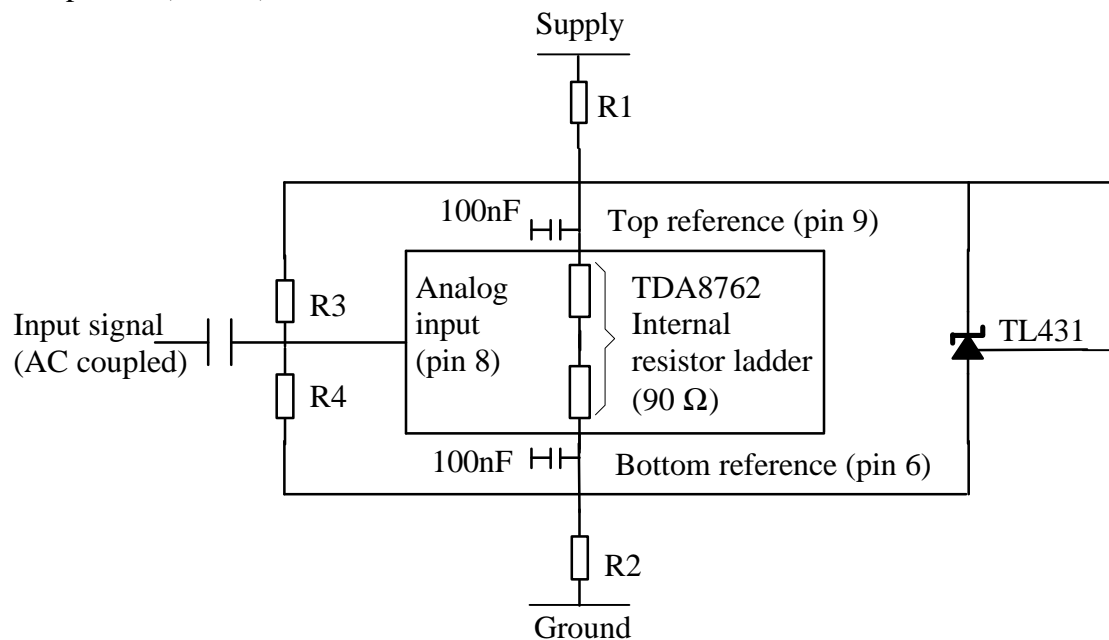 Supply
R1
100nF
Top reference (pin 9)
R3
Analog
input
(pin 8)
TDA8762
Internal
resistor ladder
(90 Ω)
Input signal
(AC coupled)
TL431
R4
100nF
Bottom reference (pin 6)
R2
Ground